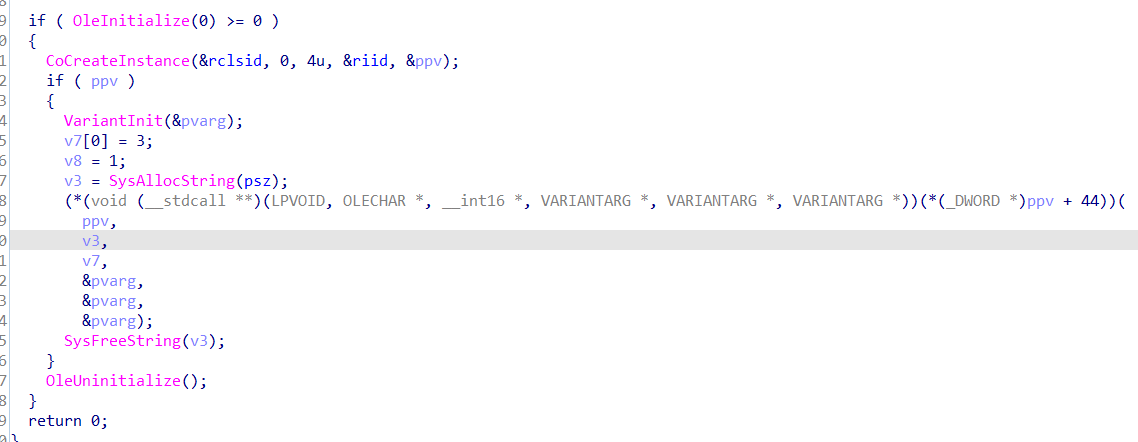 9 if ( OleInitialize(0) >= 0 )
0 {
1 CoCreateInstance(&rclsid, 0, 4u, &riid, &ppv);
2 if ( ppv )
3 {
4 VariantInit(&pvarg);
5 v7[0] = 3;
6 v8 = 1;
7 v3 = SysAllocString(psz);
8 (*(void (__stdcall **)(LPVOID, OLECHAR *, __int16 *, VARIANTARG *, VARIANTARG *, VARIANTARG *))(*(_DWORD *)ppv + 44))(
9 ppv,
0 v3,
1 v7,
2 &pvarg,
3 &pvarg,
4 &pvarg);
5 SysFreeString(v3);
6 }
7 OleUninitialize();
8 }
9 return 0;
0 }